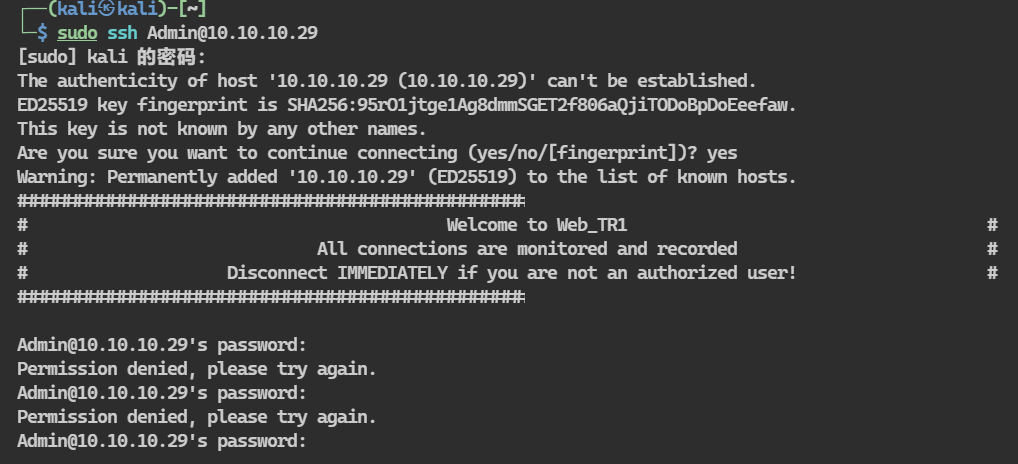 ┌──(kali㉿kali)-[~]
└─$ sudo ssh Admin@10.10.10.29
[sudo] kali 的密码:
The authenticity of host '10.10.10.29 (10.10.10.29)' can't be established.
ED25519 key fingerprint is SHA256:95rO1jtge1Ag8dmmSGET2f806aQjiTODoBpDoEeefaw.
This key is not known by any other names.
Are you sure you want to continue connecting (yes/no/[fingerprint])? yes
Warning: Permanently added '10.10.10.29' (ED25519) to the list of known hosts.
###################################################
# Welcome to Web_TR1 #
# All connections are monitored and recorded #
# Disconnect IMMEDIATELY if you are not an authorized user! #
###################################################
Admin@10.10.10.29's password:
Permission denied, please try again.
Admin@10.10.10.29's password:
Permission denied, please try again.
Admin@10.10.10.29's password: